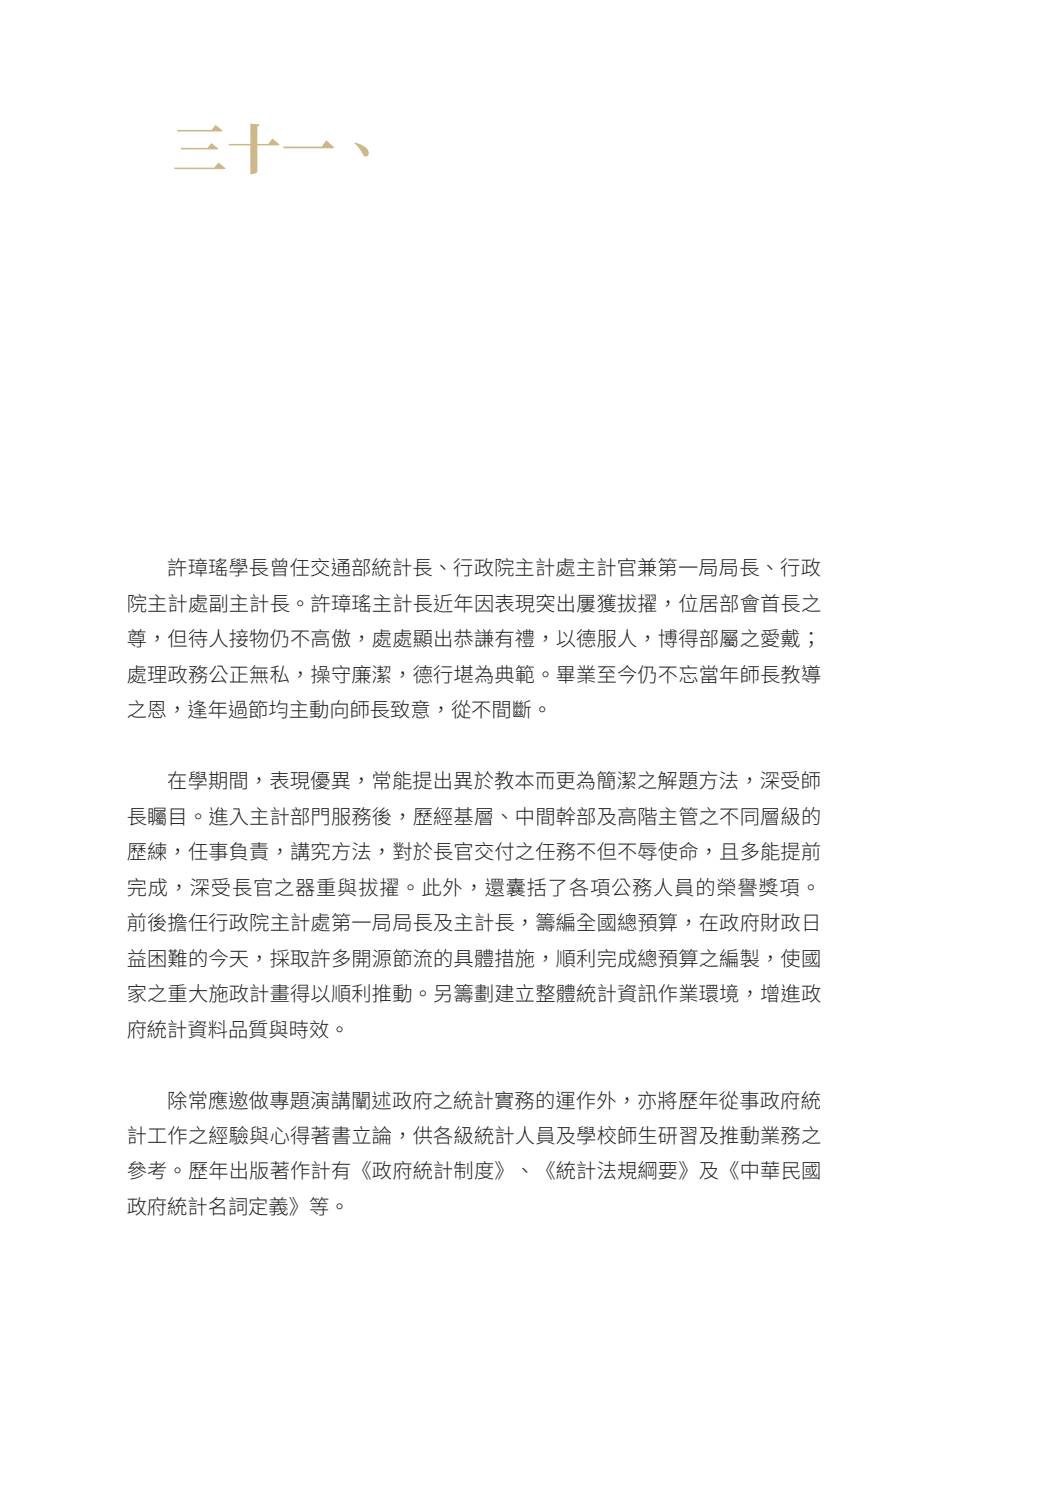 三十一、
許璋瑤學長曾任交通部統計長、行政院主計處主計官兼第一局局長、行政
院主計處副主計長。許璋瑤主計長近年因表現突出屢獲拔擢，位居部會首長之
尊，但待人接物仍不高傲，處處顯出恭謙有禮，以德服人，博得部屬之愛戴；
處理政務公正無私，操守廉潔，德行堪為典範。畢業至今仍不忘當年師長教導
之恩，逢年過節均主動向師長致意，從不間斷。
在學期間，表現優異，常能提出異於教本而更為簡潔之解題方法，深受師
長矚目。進入主計部門服務後，歷經基層、中間幹部及高階主管之不同層級的
歷練，任事負責，講究方法，對於長官交付之任務不但不辱使命，且多能提前
完成，深受長官之器重與拔擢。此外，還囊括了各項公務人員的榮譽獎項。
前後擔任行政院主計處第一局局長及主計長，籌編全國總預算，在政府財政日
益困難的今天，採取許多開源節流的具體措施，順利完成總預算之編製，使國
家之重大施政計畫得以順利推動。另籌劃建立整體統計資訊作業環境，增進政
府統計資料品質與時效。
除常應邀做專題演講闡述政府之統計實務的運作外，亦將歷年從事政府統
計工作之經驗與心得著書立論，供各級統計人員及學校師生研習及推動業務之
參考。歷年出版著作計有《政府統計制度》、《統計法規綱要》及《中華民國
政府統計名詞定義》等。